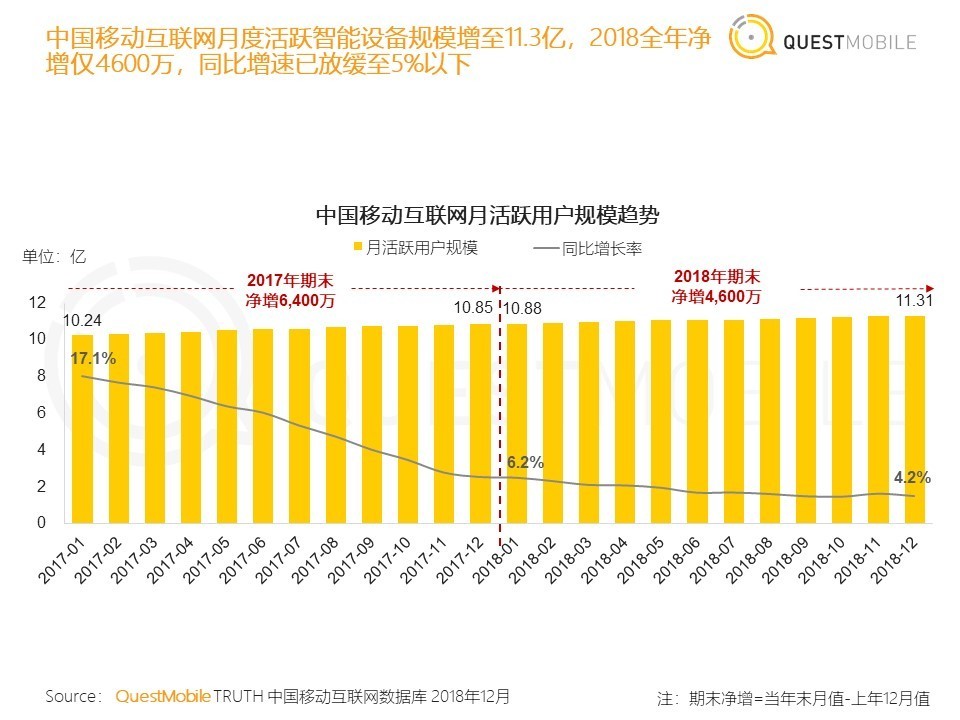 中国移动互联网月度活跃智能设备规模增至11.3亿，2018全年净
增仅4600万，同比增速已放缓至5%以下
QUESTMOBILE
中国移动互联网月活跃用户规模趋势
单位：亿
月活跃用户规模
同比增长率
2017年期末
净增6,400万
2018年期末
净增4,600万
12
10
8
6
4
2
0
10.24
10.85
10.88
11.31
17.1%
6.2%
4.2%
2017-01
2017-02
2017-03
2017-04
2017-05
2017-06
2017-07
2017-08
2017-09
2017-10
2017-11
2017-12
2018-01
2018-02
2018-03
2018-04
2018-05
2018-06
2018-07
2018-08
2018-09
2018-10
2018-11
2018-12
QUESTMOBILE
Source： QuestMobile TRUTH 中国移动互联网数据库 2018年12月
注：期末净增=当年末月值-上年12月值